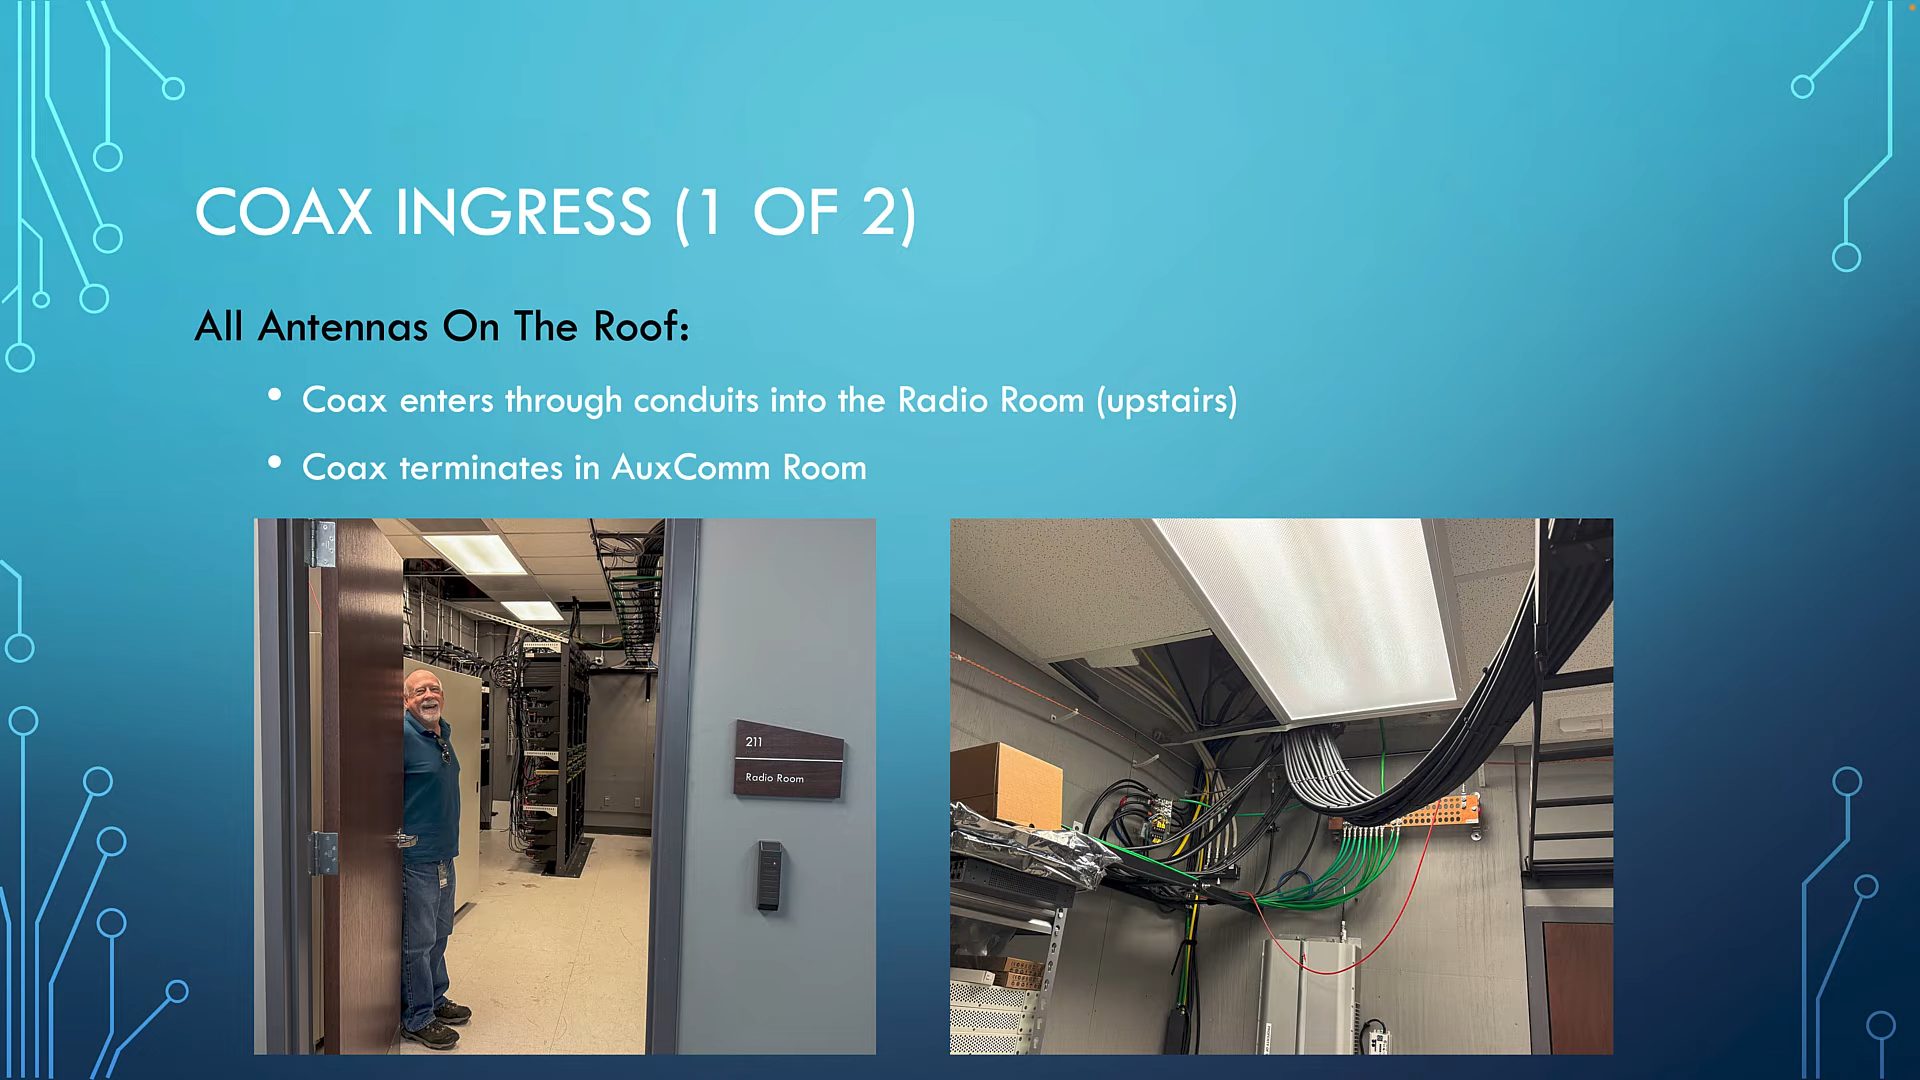 COAX INGRESS (1 OF 2)
All Antennas On The Roof:
• Coax enters through conduits into the Radio Room (upstairs)
• Coax terminates in AuxComm Room
211
Radio Room